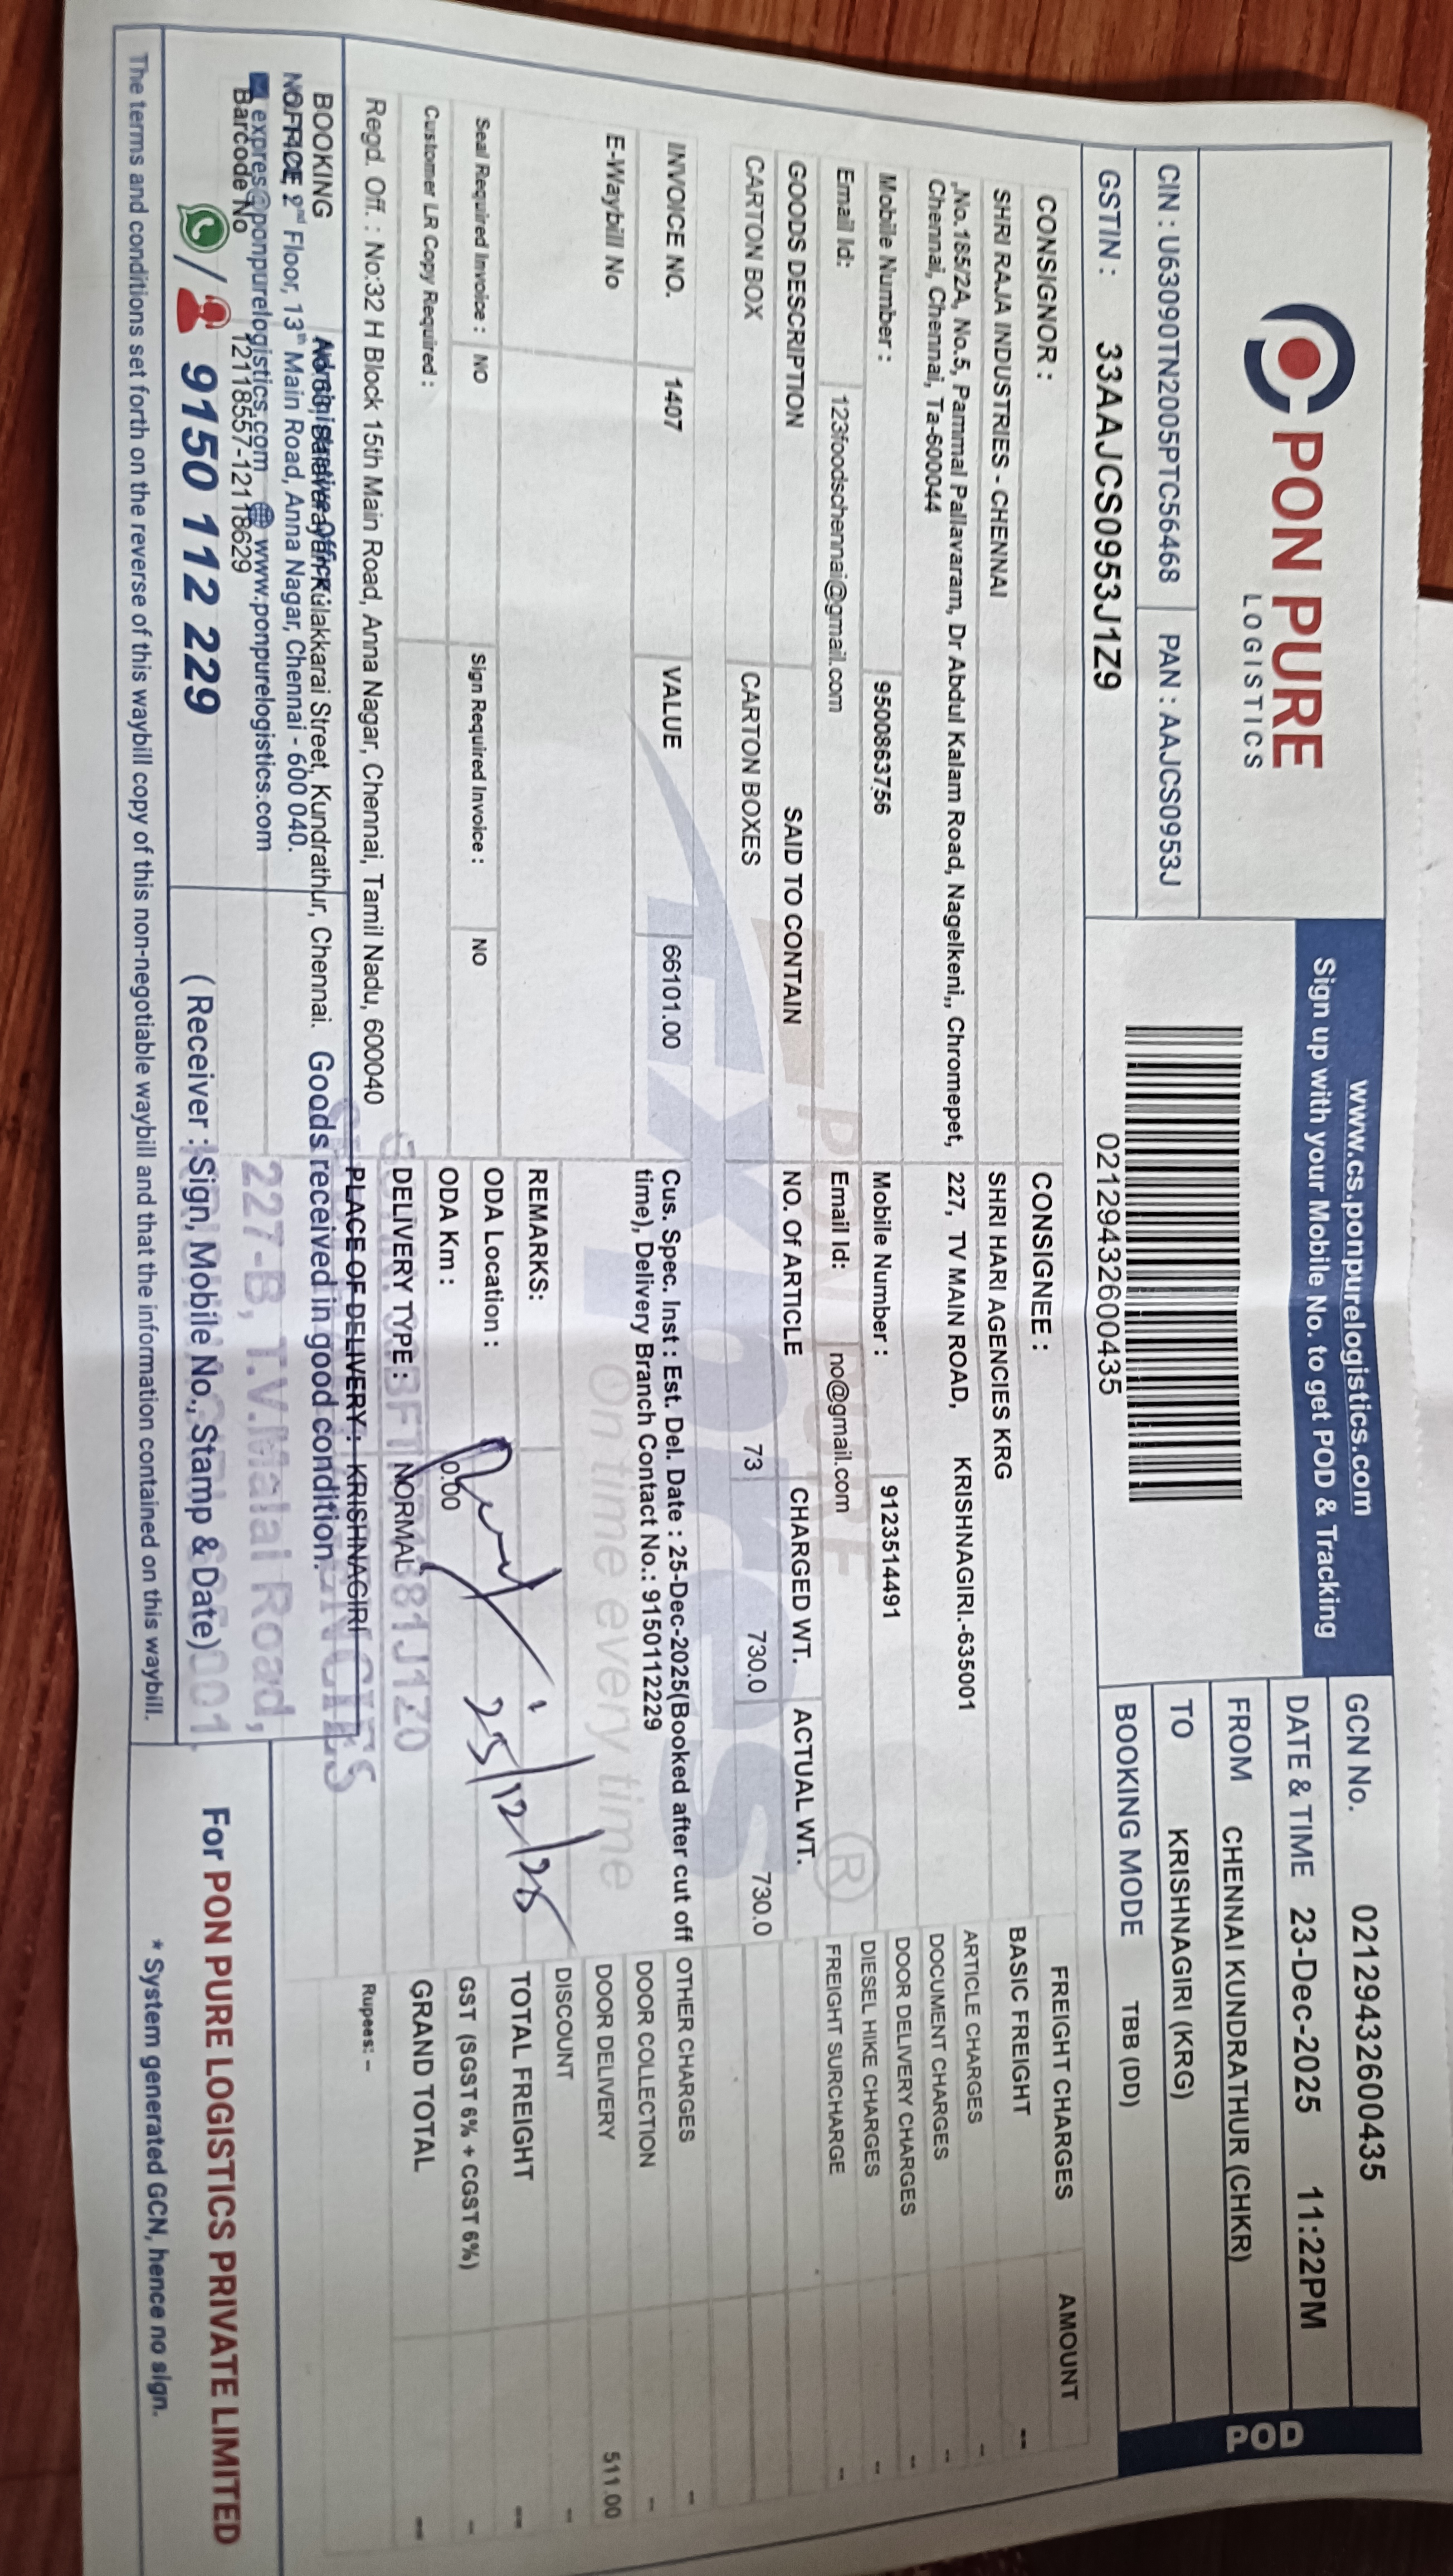 PON PURE
LOGISTICS
www.cs.ponpurelogistics.com
Sign up with your Mobile No. to get POD & Tracking
GCN No. 02129432600435
DATE & TIME 23-Dec-2025 11:22PM
FROM CHENNAI KUNDRATHUR (CHKR)
TO KRISHNAGIRI (KRG)
BOOKING MODE TBB (DD)
POD
CIN : U63090TN2005PTC56468 PAN : AAJCS0953J
GSTIN : 33AAJCS0953J1Z9
02129432600435
CONSIGNOR :
SHRI RAJA INDUSTRIES - CHENNAI
,No.185/2A, No.5, Pammal Pallavaram, Dr Abdul Kalam Road, Nagelkeni,, Chromepet,
Chennai, Chennai, Ta-600044
Mobile Number : 9500863756
Email Id: 123foodschennai@gmail.com
CONSIGNEE :
SHRI HARI AGENCIES KRG
227, TV MAIN ROAD, KRISHNAGIRI.-635001
Mobile Number : 9123514491
Email Id: no@gmail.com
GOODS DESCRIPTION SAID TO CONTAIN NO. Of ARTICLE CHARGED WT. ACTUAL WT.
CARTON BOX CARTON BOXES 73 730.0 730.0
INVOICE NO. 1407 VALUE 66101.00
E-Waybill No
Cus. Spec. Inst : Est. Del. Date : 25-Dec-2025(Booked after cut off
time), Delivery Branch Contact No.: 9150112229
Seal Required Invoice : NO Sign Required Invoice : NO
Customer LR Copy Required :
REMARKS:
ODA Location :
ODA Km : 0.00
DELIVERY TYPE : NORMAL
PLACE OF DELIVERY : KRISHNAGIRI
25/12/25
FREIGHT CHARGES AMOUNT
BASIC FREIGHT --
ARTICLE CHARGES --
DOCUMENT CHARGES --
DOOR DELIVERY CHARGES --
DIESEL HIKE CHARGES --
FREIGHT SURCHARGE --
OTHER CHARGES --
DOOR COLLECTION --
DOOR DELIVERY 511.00
DISCOUNT --
TOTAL FREIGHT --
GST (SGST 6% + CGST 6%) --
GRAND TOTAL --
Rupees: –
PON PURE
Express
On time every time
Regd. Off. : No:32 H Block 15th Main Road, Anna Nagar, Chennai, Tamil Nadu, 600040
BOOKING
Kulakkarai Street, Kundrathur, Chennai.
2nd Floor, 13th Main Road, Anna Nagar, Chennai - 600 040.
expres@ponpurelogistics.com www.ponpurelogistics.com
Barcode No 12118557-12118629
9150 112 229
Goods received in good condition.
227-B, T.V.Malai Road,
( Receiver : Sign, Mobile No., Stamp & Date)
For PON PURE LOGISTICS PRIVATE LIMITED
* System generated GCN, hence no sign.
The terms and conditions set forth on the reverse of this waybill copy of this non-negotiable waybill and that the information contained on this waybill.